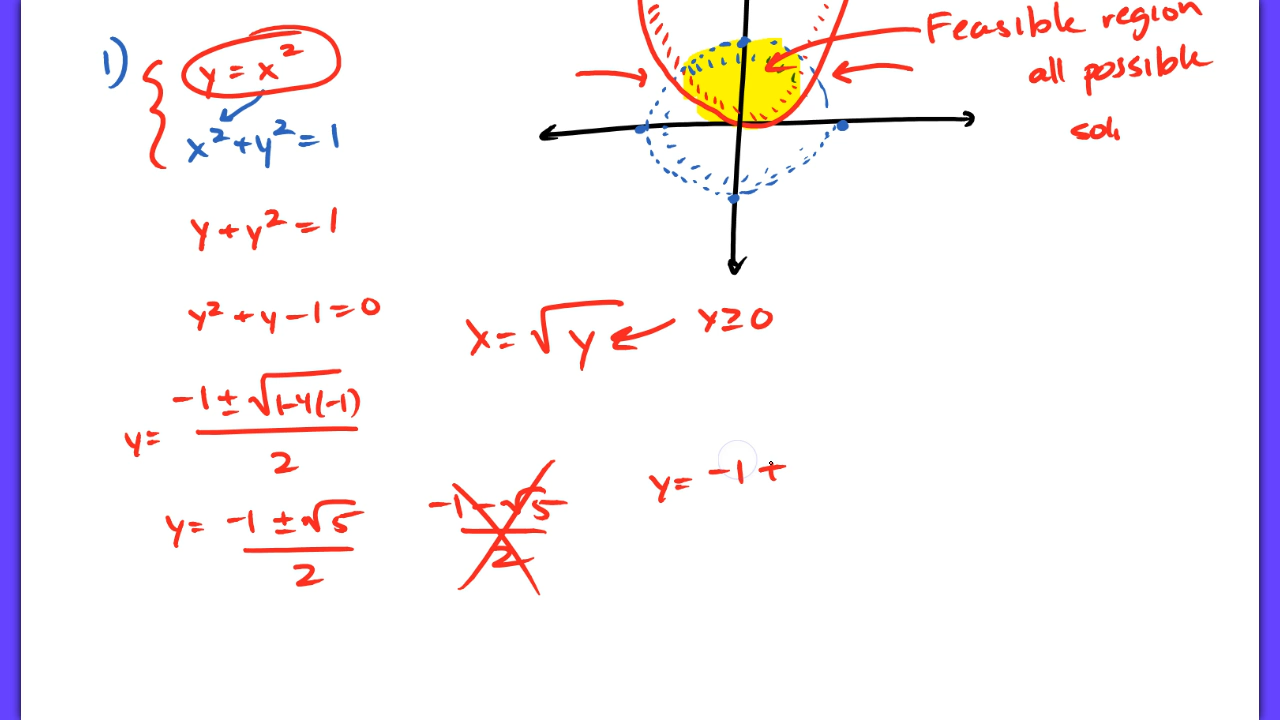 Feasible region
all possible
sol
1) y = x²
x² + y² = 1
y + y² = 1
y² + y - 1 = 0
x = √y
y ≥ 0
y = (-1 ± √(1-4(-1)))/2
y = (-1 ± √5)/2
(-1 - √5)/2
y = -1 +